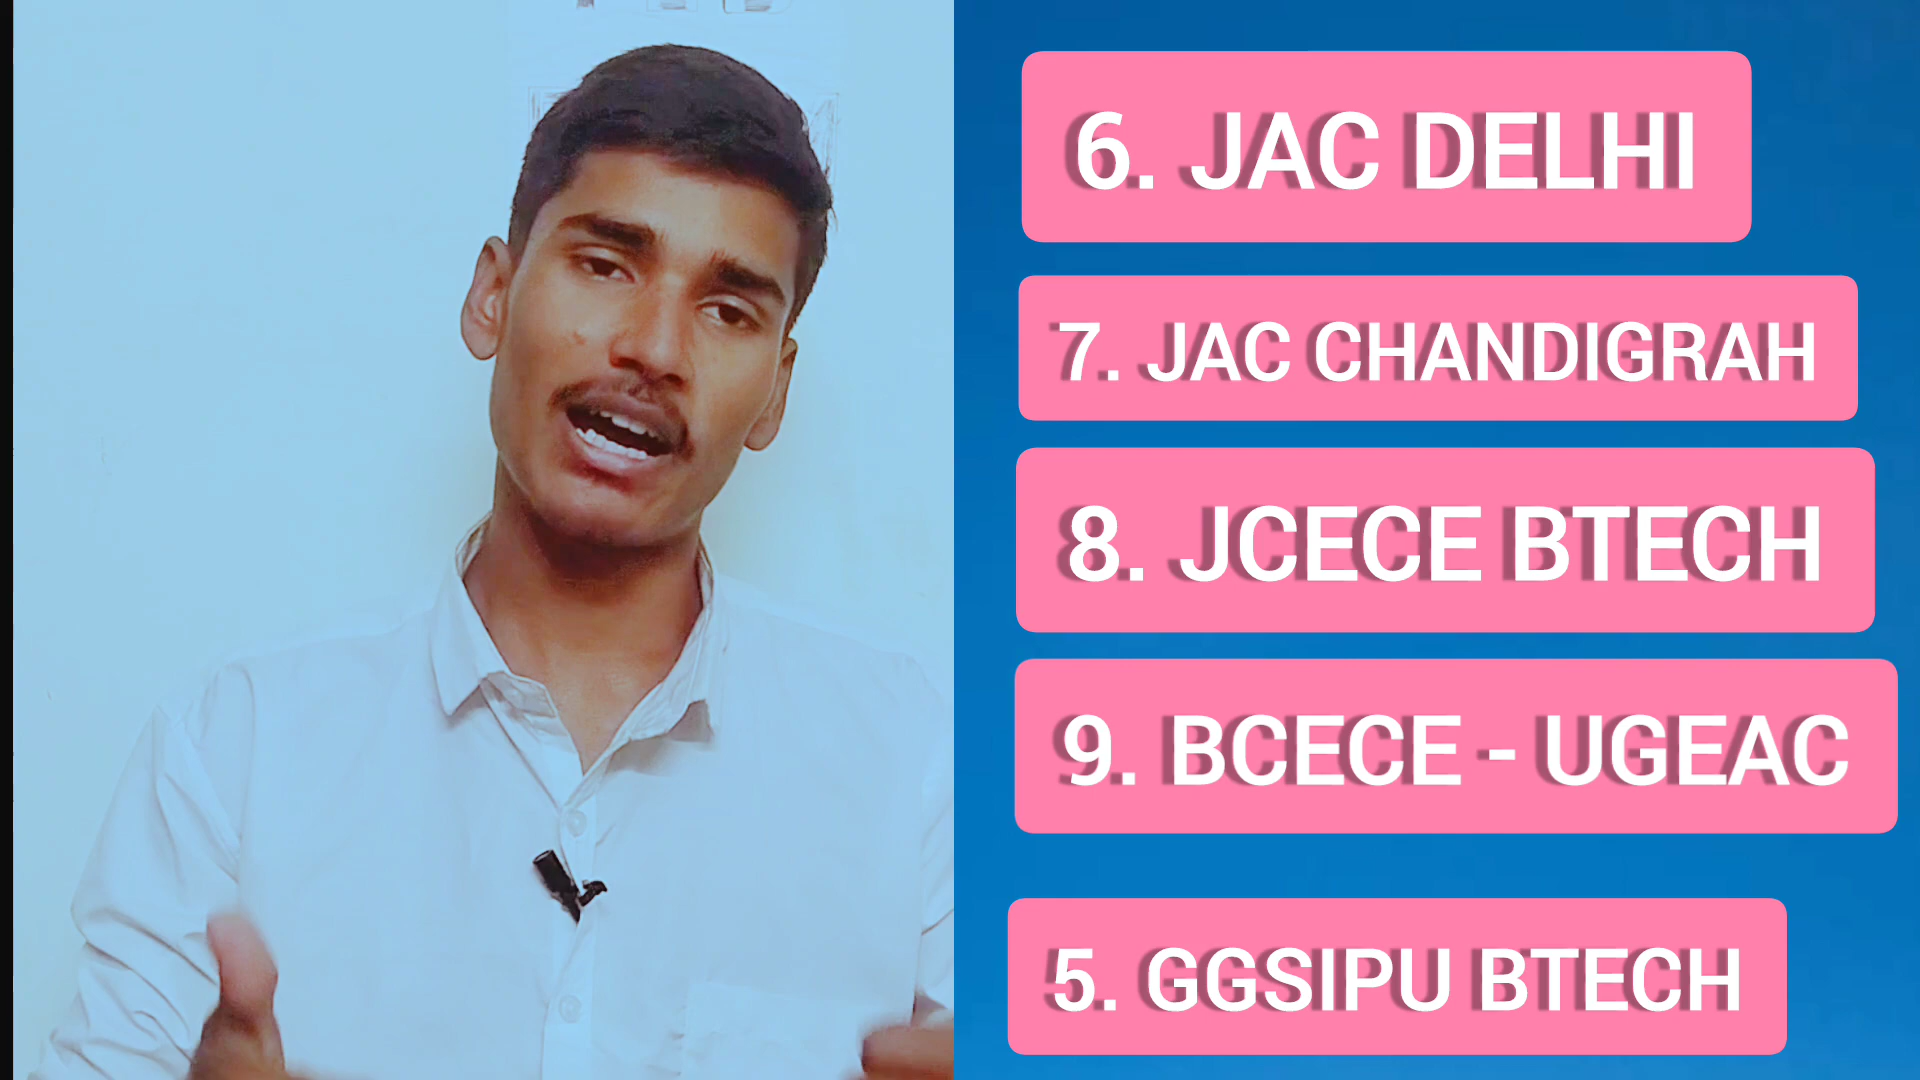 6. JAC DELHI
7. JAC CHANDIGRAH
8. JCECE BTECH
9. BCECE - UGEAC
5. GGSIPU BTECH